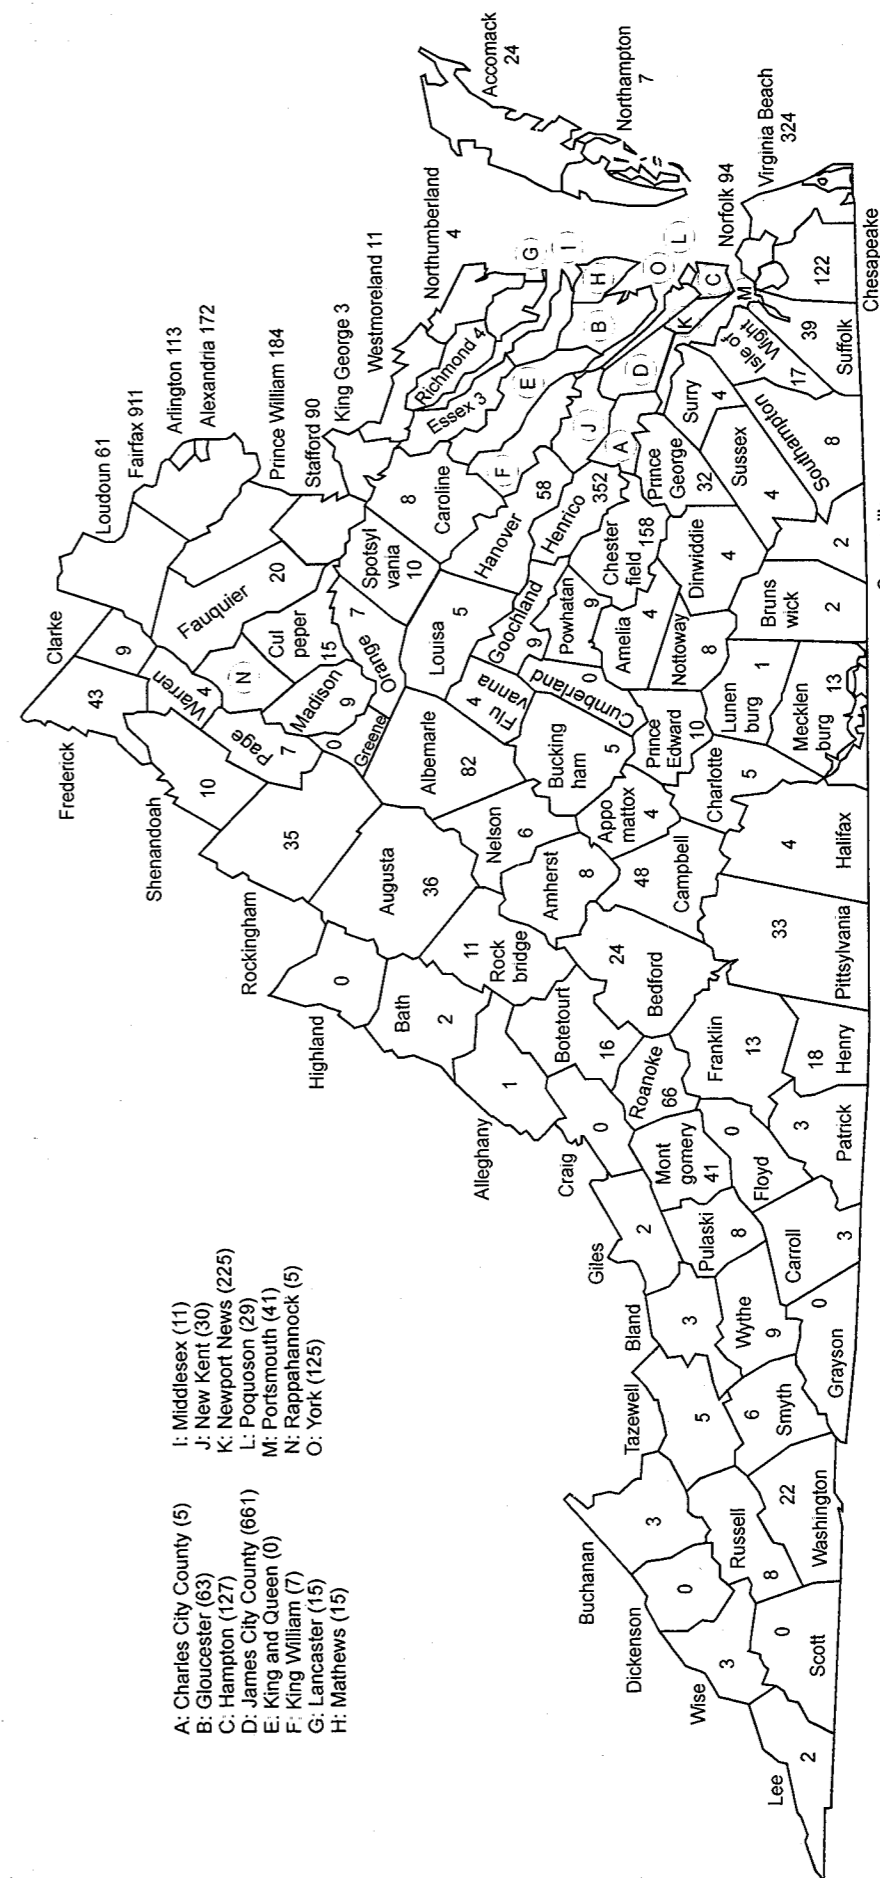 A: Charles City County (5)
B: Gloucester (63)
C: Hampton (127)
D: James City County (661)
E: King and Queen (0)
F: King William (7)
G: Lancaster (15)
H: Mathews (15)
I: Middlesex (11)
J: New Kent (30)
K: Newport News (225)
L: Poquoson (29)
M: Portsmouth (41)
N: Rappahannock (5)
O: York (125)
Clarke
9
Loudoun 61
Fairfax 911
Arlington 113
Alexandria 172
Prince William 184
Stafford 90
King George 3
Westmoreland 11
Northumberland
4
Accomack
24
Northampton
7
Norfolk 94
Virginia Beach
324
Chesapeake
122
Frederick
43
Warren
4
N
Fauquier
20
Shenandoah
10
Page
7
Cul
peper
15
Madison
9
Orange
7
0
Greene
Spotsyl
vania
10
Caroline
8
Essex 3
Richmond 4
G
I
H
E
B
O
L
C
M
K
D
F
J
A
Rockingham
35
Augusta
36
Albemarle
82
Louisa
5
Hanover
58
Henrico
352
Goochland
9
Flu
vanna
4
Powhatan
9
Cumberland
0
Chester
field 158
Amelia
4
Prince
George
32
Surry
4
Isle of
Wight
17
Suffolk
39
Sussex
4
Southampton
8
Dinwiddie
4
Nottoway
8
Highland
0
Bath
2
Rock
bridge
11
Nelson
6
Amherst
8
Bucking
ham
5
Appo
mattox
4
Prince
Edward
10
Lunen
burg
1
Bruns
wick
2
2
Mecklen
burg
13
Charlotte
5
Campbell
48
Halifax
4
Pittsylvania
33
Alleghany
1
Botetourt
16
Bedford
24
Craig
0
Roanoke
66
Franklin
13
Henry
18
Patrick
3
Floyd
0
Mont
gomery
41
Giles
2
Pulaski
8
Carroll
3
Bland
3
Wythe
9
Grayson
0
Tazewell
5
Smyth
6
Buchanan
3
Russell
8
Washington
22
Dickenson
0
Wise
3
Scott
0
Lee
2